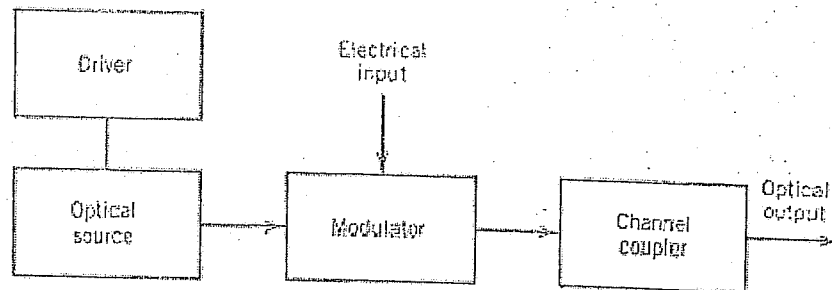 Driver
Electrical
input
Optical
source
Modulator
Channel
coupler
Optical
output